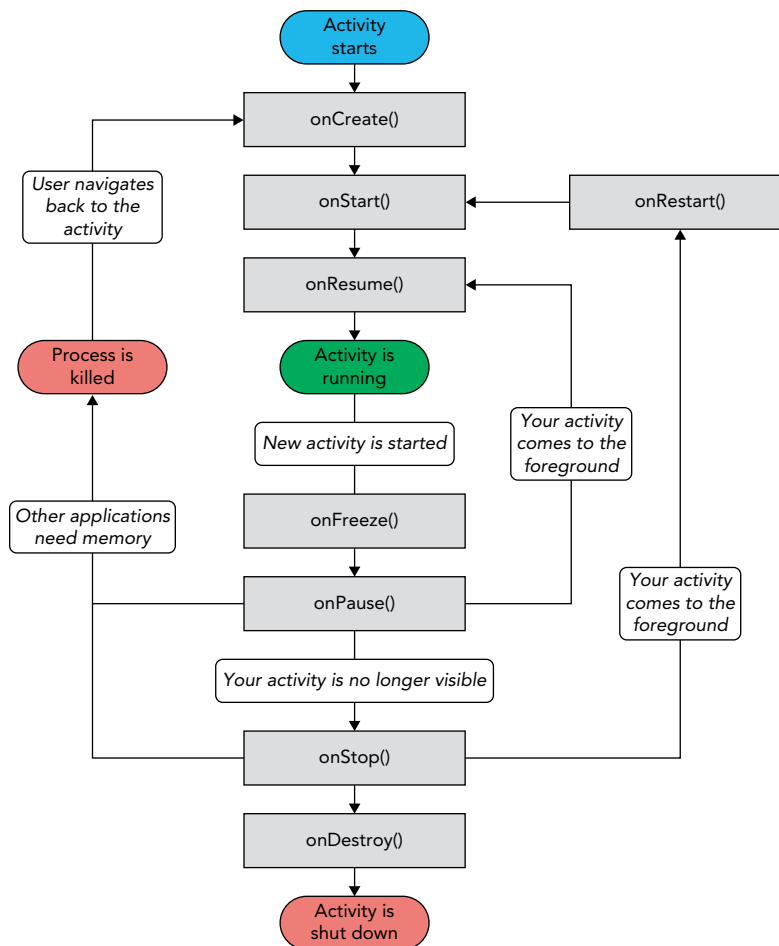 Activity
starts
onCreate()
User navigates
back to the
activity
onStart()
onRestart()
onResume()
Process is
killed
Activity is
running
Your activity
comes to the
foreground
New activity is started
Other applications
need memory
onFreeze()
Your activity
comes to the
foreground
onPause()
Your activity is no longer visible
onStop()
onDestroy()
Activity is
shut down